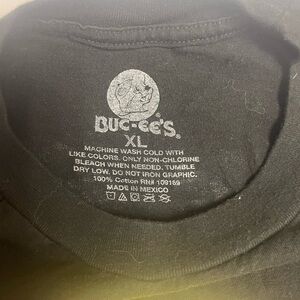 BUC-EE'S.
XL
MACHINE WASH COLD WITH
LIKE COLORS. ONLY NON-CHLORINE
BLEACH WHEN NEEDED. TUMBLE
DRY LOW. DO NOT IRON GRAPHIC.
100% Cotton RN# 109169
MADE IN MEXICO